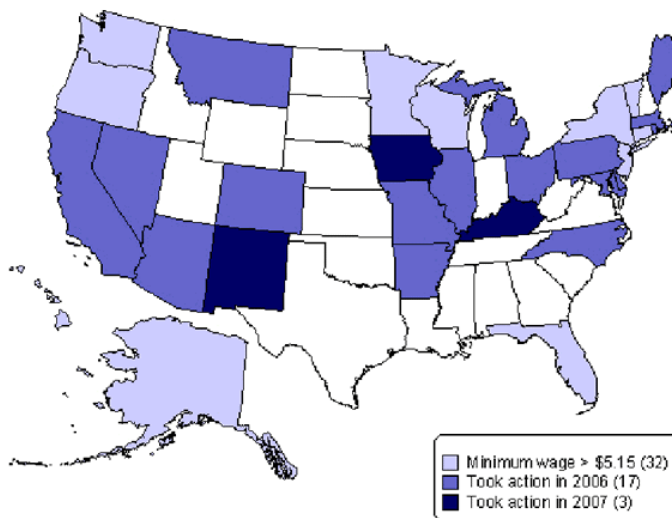 Minimum wage > $5.15 (32)
Took action in 2006 (17)
Took action in 2007 (3)